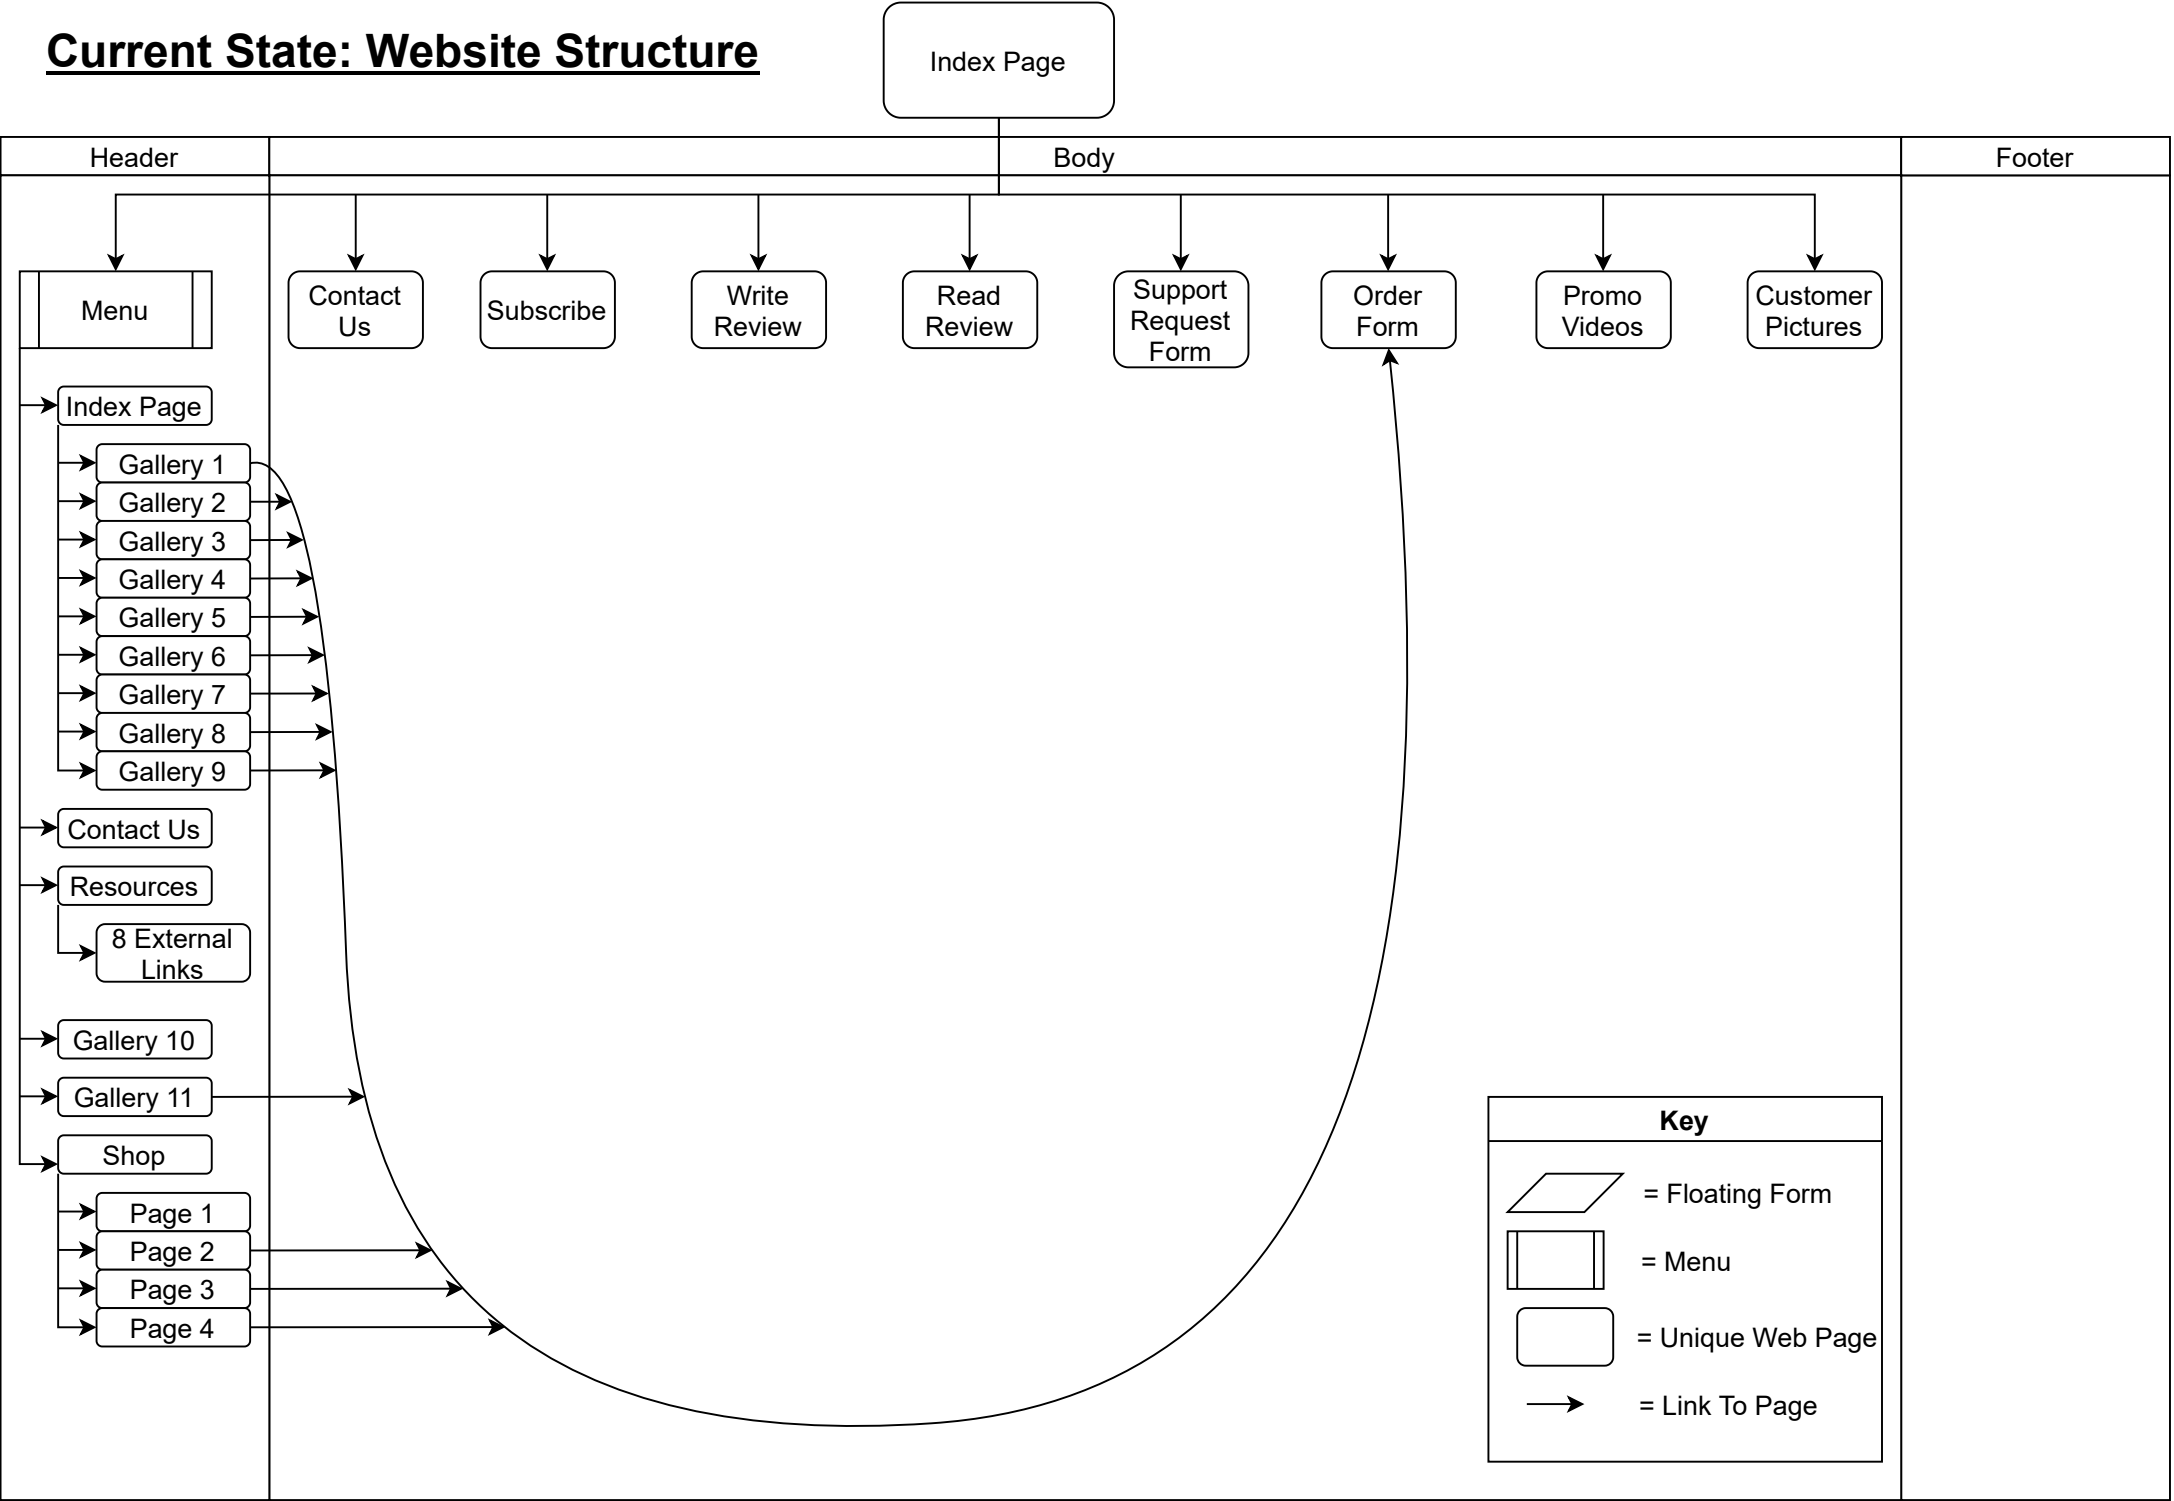 Current State: Website Structure
Index Page
Header
Body
Footer
Menu
Contact
Us
Subscribe
Write
Review
Read
Review
Support
Request
Form
Order
Form
Promo
Videos
Customer
Pictures
Index Page
Gallery 1
Gallery 2
Gallery 3
Gallery 4
Gallery 5
Gallery 6
Gallery 7
Gallery 8
Gallery 9
Contact Us
Resources
8 External
Links
Gallery 10
Gallery 11
Shop
Page 1
Page 2
Page 3
Page 4
Key
= Floating Form
= Menu
= Unique Web Page
= Link To Page